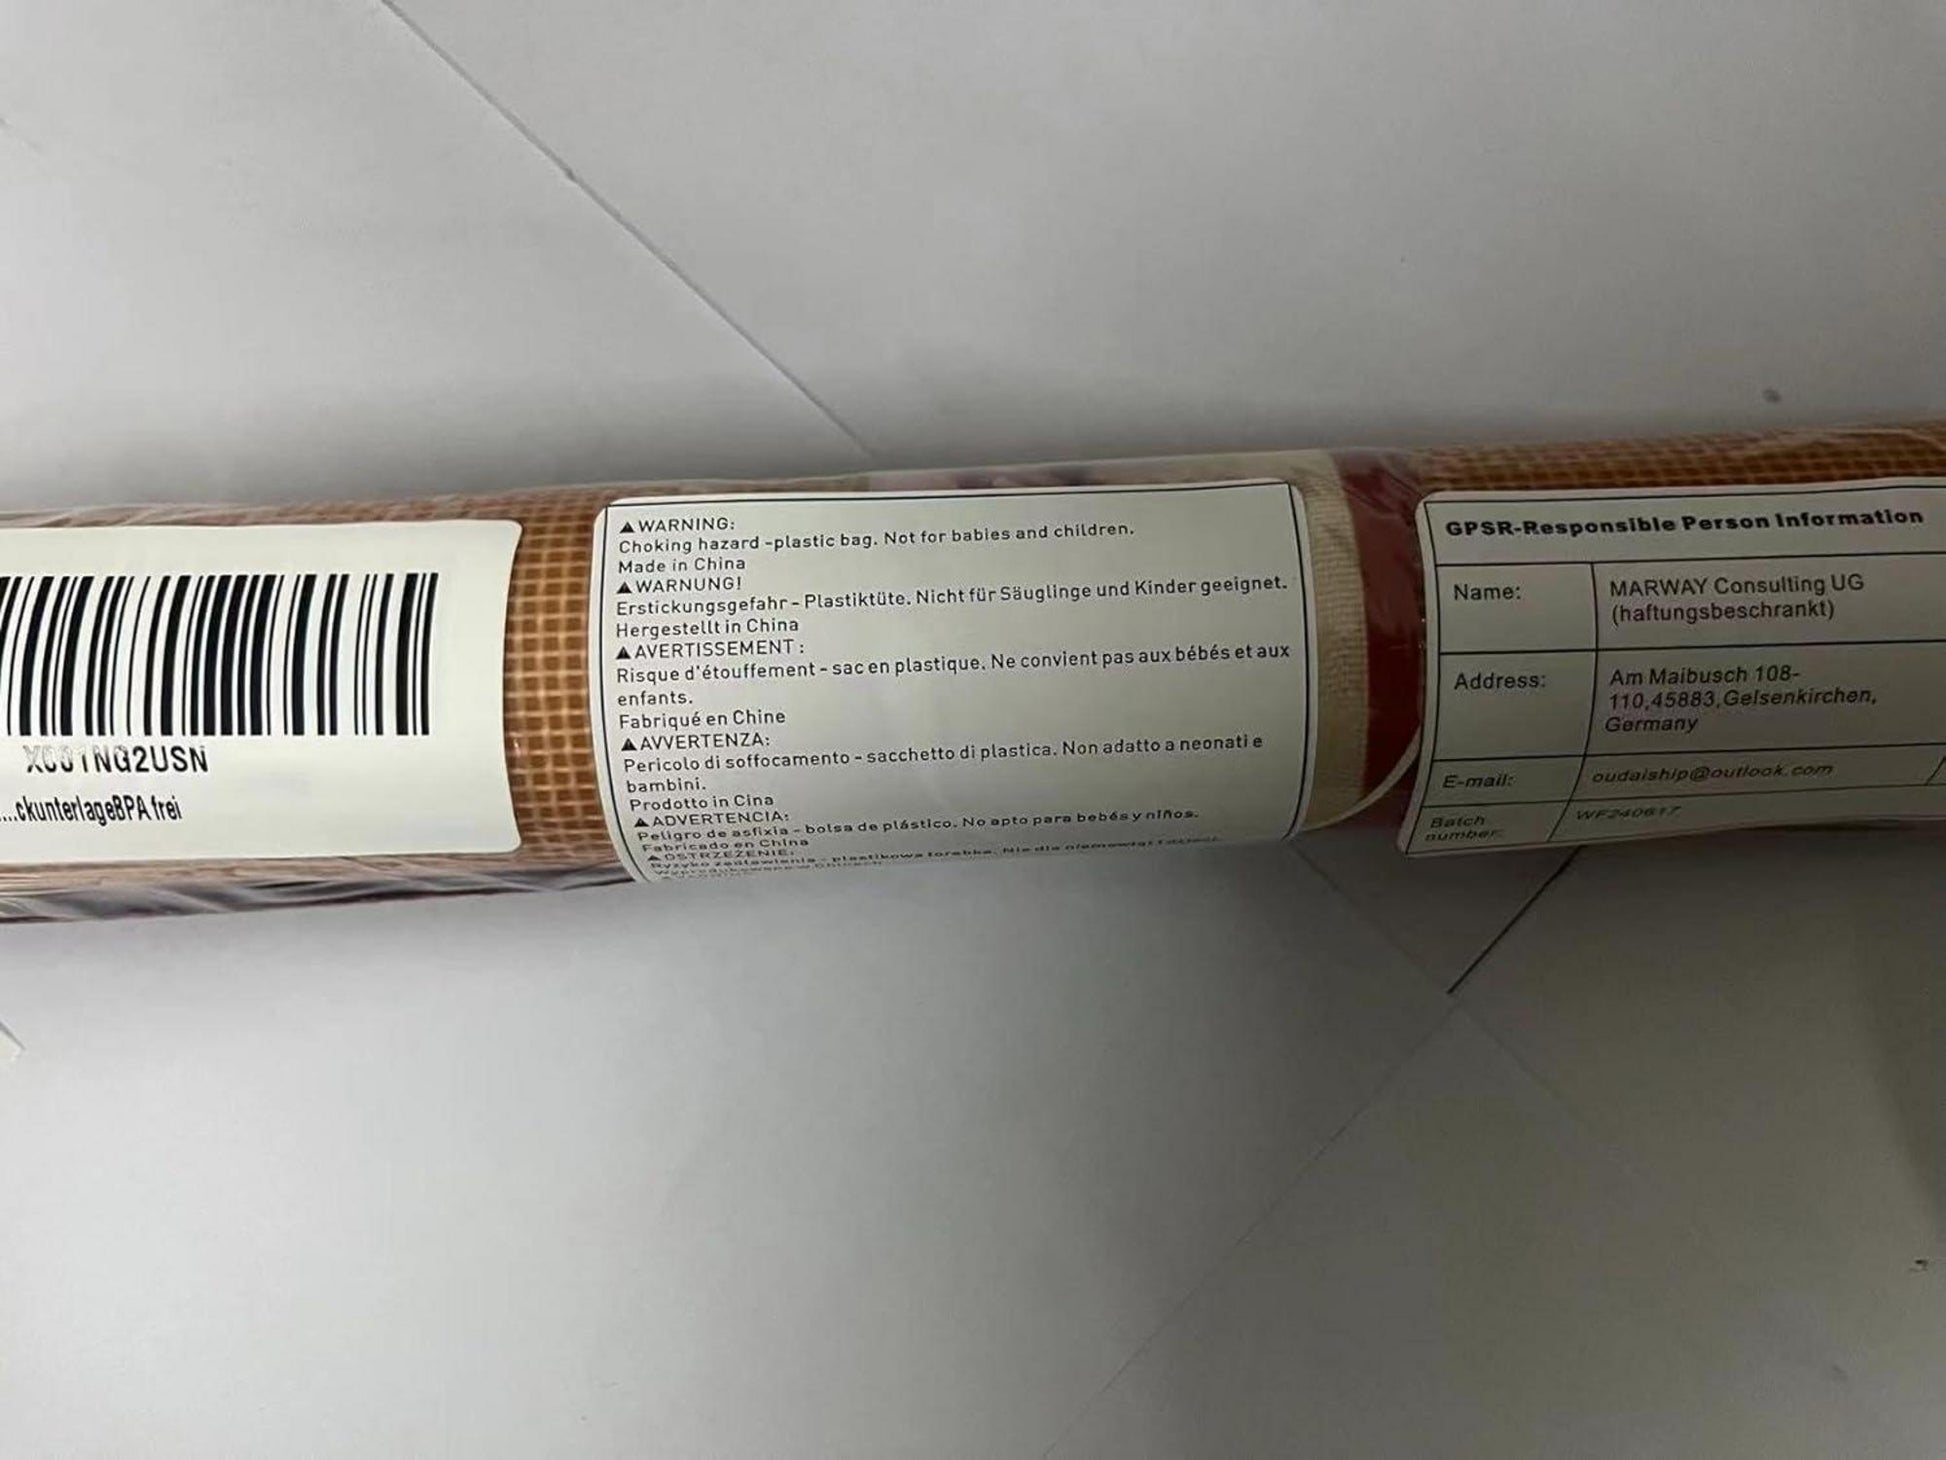 X001NG2USN
...ckunterlageBPA frei
▲WARNING:
Choking hazard -plastic bag. Not for babies and children.
Made in China
▲WARNUNG!
Erstickungsgefahr - Plastiktüte. Nicht für Säuglinge und Kinder geeignet.
Hergestellt in China
▲AVERTISSEMENT :
Risque d'étouffement - sac en plastique. Ne convient pas aux bébés et aux
enfants.
Fabriqué en Chine
▲AVVERTENZA:
Pericolo di soffocamento - sacchetto di plastica. Non adatto a neonati e
bambini.
Prodotto in Cina
▲ADVERTENCIA:
Peligro de asfixia - bolsa de plástico. No apto para bebés y niños.
Fabricado en China
▲OSTRZEŻENIE:
GPSR-Responsible Person Information
Name: MARWAY Consulting UG
(haftungsbeschrankt)
Address: Am Maibusch 108-
110,45883,Gelsenkirchen,
Germany
E-mail: oudaiship@outlook.com
Batch
number: WF240617